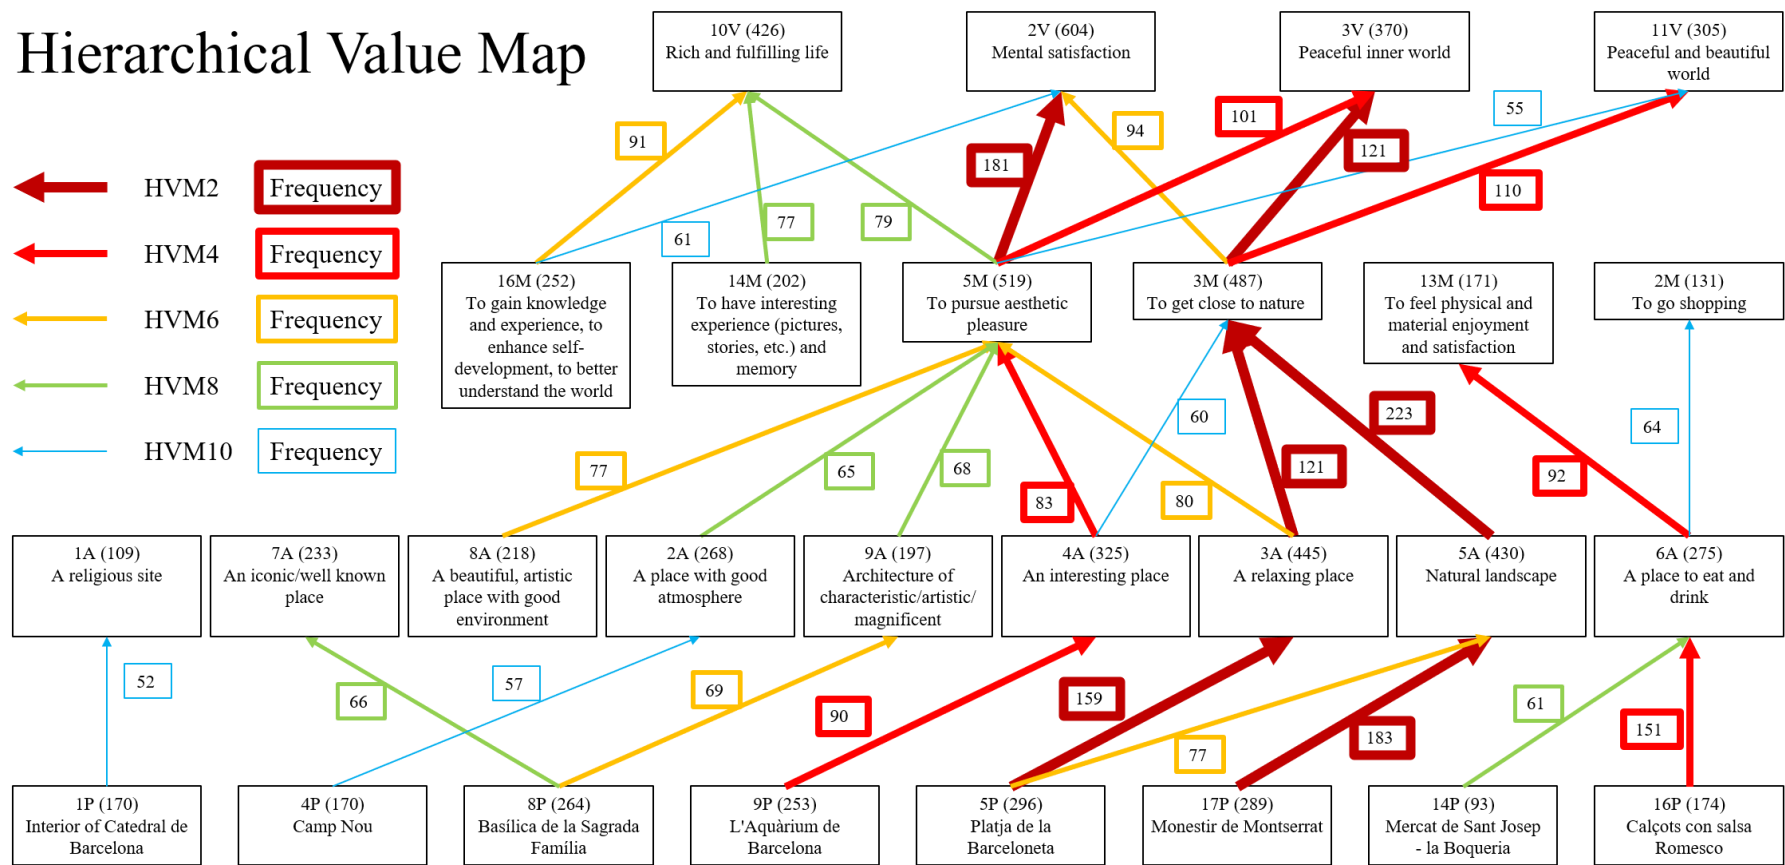 Hierarchical Value Map
10V (426)
Rich and fulfilling life
2V (604)
Mental satisfaction
3V (370)
Peaceful inner world
11V (305)
Peaceful and beautiful
world
HVM2
Frequency
HVM4
Frequency
HVM6
Frequency
HVM8
Frequency
HVM10
Frequency
91
61
77
79
181
94
101
121
110
55
16M (252)
To gain knowledge
and experience, to
enhance self-
development, to better
understand the world
14M (202)
To have interesting
experience (pictures,
stories, etc.) and
memory
5M (519)
To pursue aesthetic
pleasure
3M (487)
To get close to nature
13M (171)
To feel physical and
material enjoyment
and satisfaction
2M (131)
To go shopping
77
65
68
83
60
80
121
223
92
64
1A (109)
A religious site
7A (233)
An iconic/well known
place
8A (218)
A beautiful, artistic
place with good
environment
2A (268)
A place with good
atmosphere
9A (197)
Architecture of
characteristic/artistic/
magnificent
4A (325)
An interesting place
3A (445)
A relaxing place
5A (430)
Natural landscape
6A (275)
A place to eat and
drink
52
66
57
69
90
159
77
183
61
151
1P (170)
Interior of Catedral de
Barcelona
4P (170)
Camp Nou
8P (264)
Basílica de la Sagrada
Família
9P (253)
L'Aquàrium de
Barcelona
5P (296)
Platja de la
Barceloneta
17P (289)
Monestir de Montserrat
14P (93)
Mercat de Sant Josep
- la Boqueria
16P (174)
Calçots con salsa
Romesco